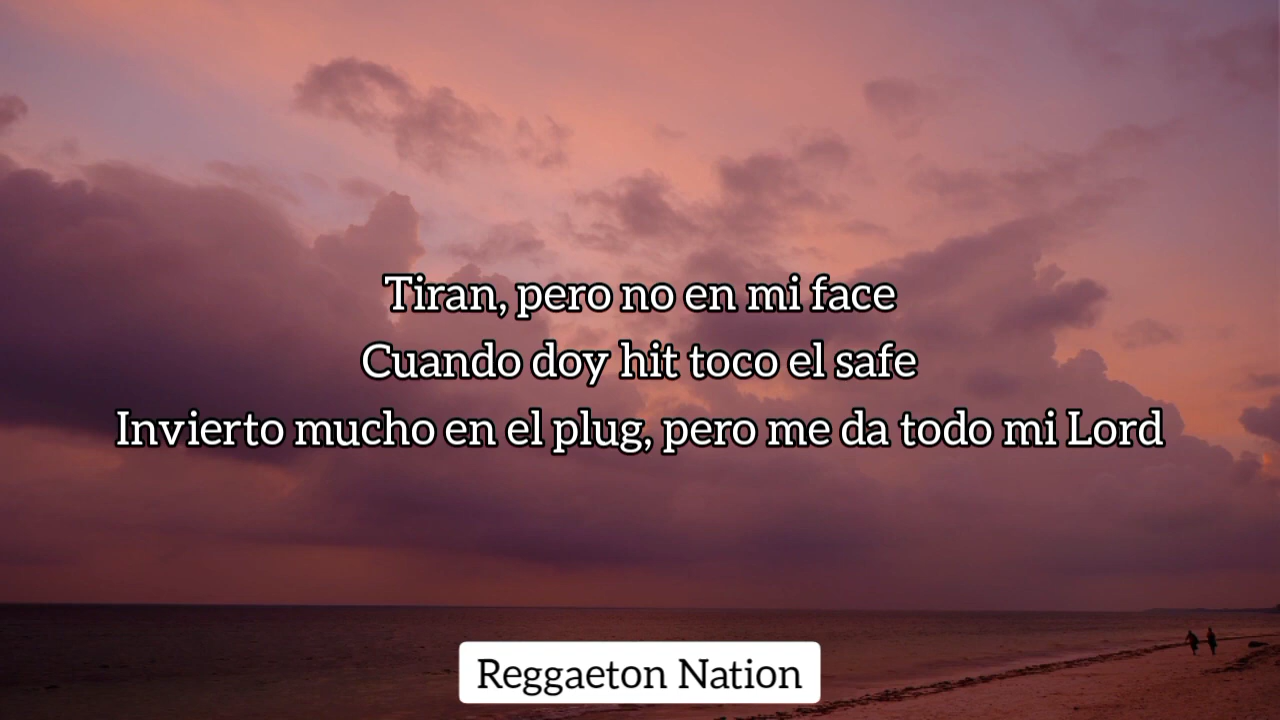 Tiran, pero no en mi face
Cuando doy hit toco el safe
Invierto mucho en el plug, pero me da todo mi Lord
Reggaeton Nation